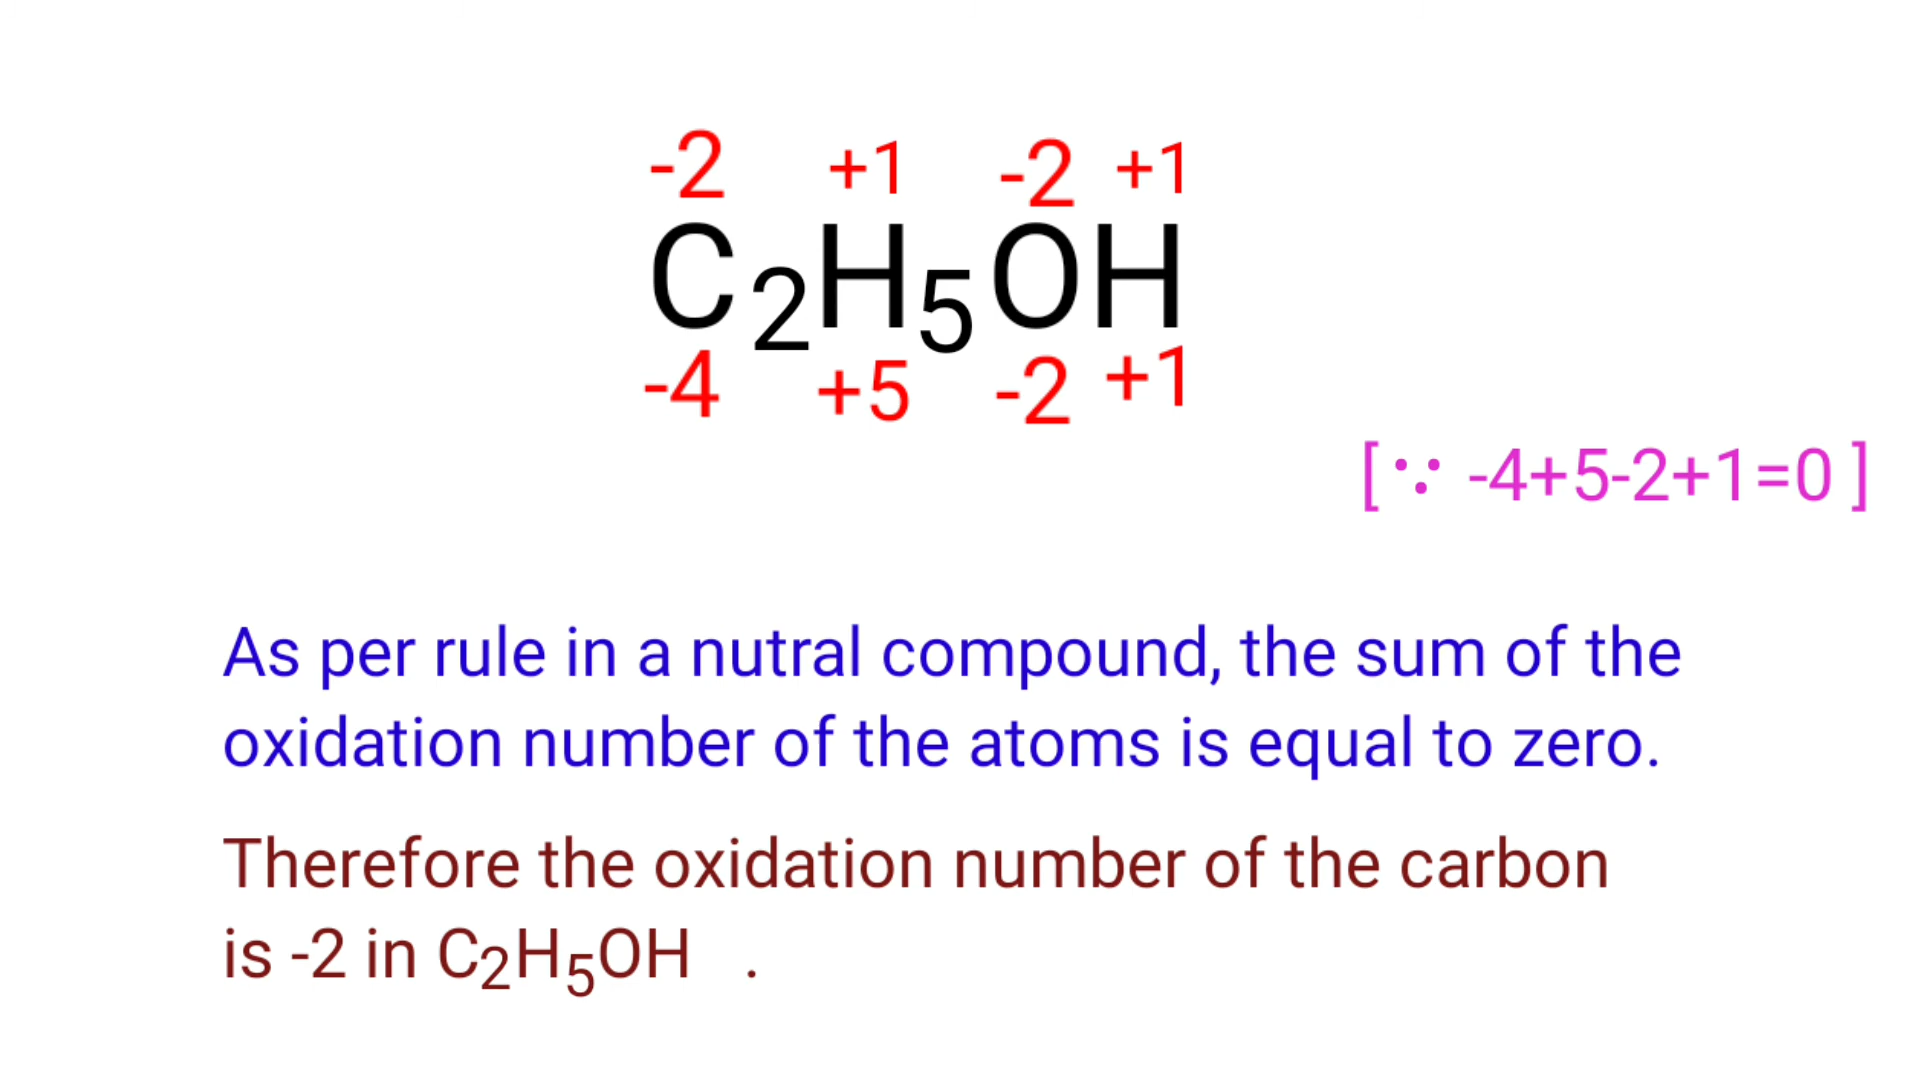 -2 +1 -2 +1
C₂H₅OH
-4 +5 -2 +1
[ ∵ -4+5-2+1=0 ]
As per rule in a nutral compound, the sum of the
oxidation number of the atoms is equal to zero.
Therefore the oxidation number of the carbon
is -2 in C₂H₅OH .